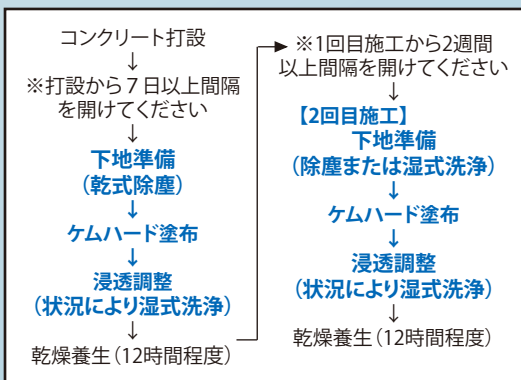 コンクリート打設
↓
※打設から7日以上間隔
を開けてください
↓
下地準備
(乾式除塵)
↓
ケムハード塗布
↓
浸透調整
(状況により湿式洗浄)
↓
乾燥養生(12時間程度)
※1回目施工から2週間
以上間隔を開けてください
↓
【2回目施工】
下地準備
(除塵または湿式洗浄)
↓
ケムハード塗布
↓
浸透調整
(状況により湿式洗浄)
↓
乾燥養生(12時間程度)